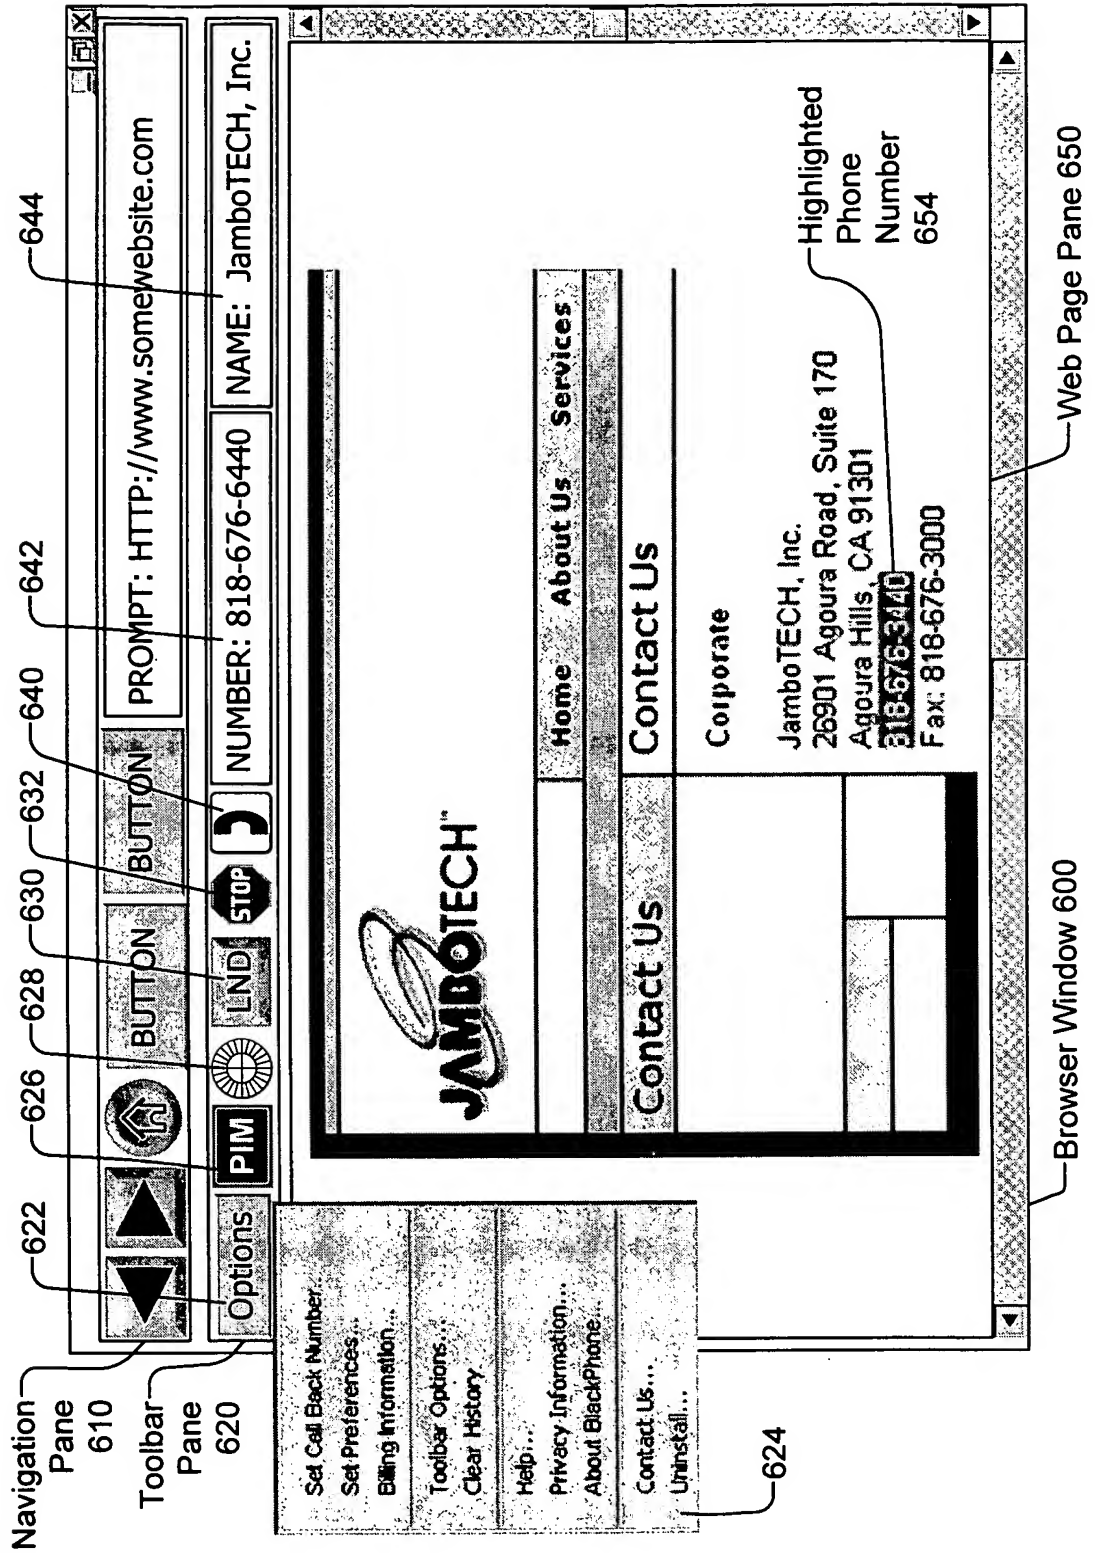 Navigation
Pane
610
Toolbar
Pane
620
622
626
628
630
632
640
642
644
BUTTON
BUTTON
PROMPT: HTTP://www.somewebsite.com
Options
PIM
LND
STOP
NUMBER: 818-676-6440
NAME: JamboTECH, Inc.
Set Call Back Number...
Set Preferences...
Billing Information...
Toolbar Options...
Clear History
Help...
Privacy Information...
About BlackPhone...
Contact Us...
Uninstall...
624
JAMBOTECH™
Home About Us Services
Contact Us
Contact Us
Corporate
JamboTECH, Inc.
26901 Agoura Road, Suite 170
Agoura Hills, CA 91301
818-676-3440
Fax: 818-676-3000
Highlighted
Phone
Number
654
Browser Window 600
Web Page Pane 650